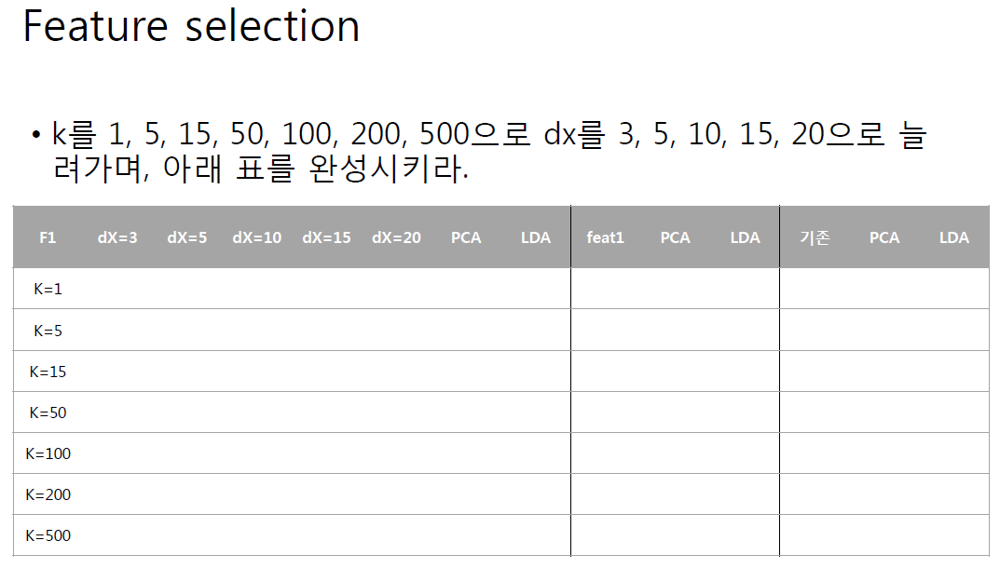 Feature selection
• k를 1, 5, 15, 50, 100, 200, 500으로 dx를 3, 5, 10, 15, 20으로 늘
려가며, 아래 표를 완성시키라.
F1 dX=3 dX=5 dX=10 dX=15 dX=20 PCA LDA feat1 PCA LDA 기존 PCA LDA
K=1
K=5
K=15
K=50
K=100
K=200
K=500